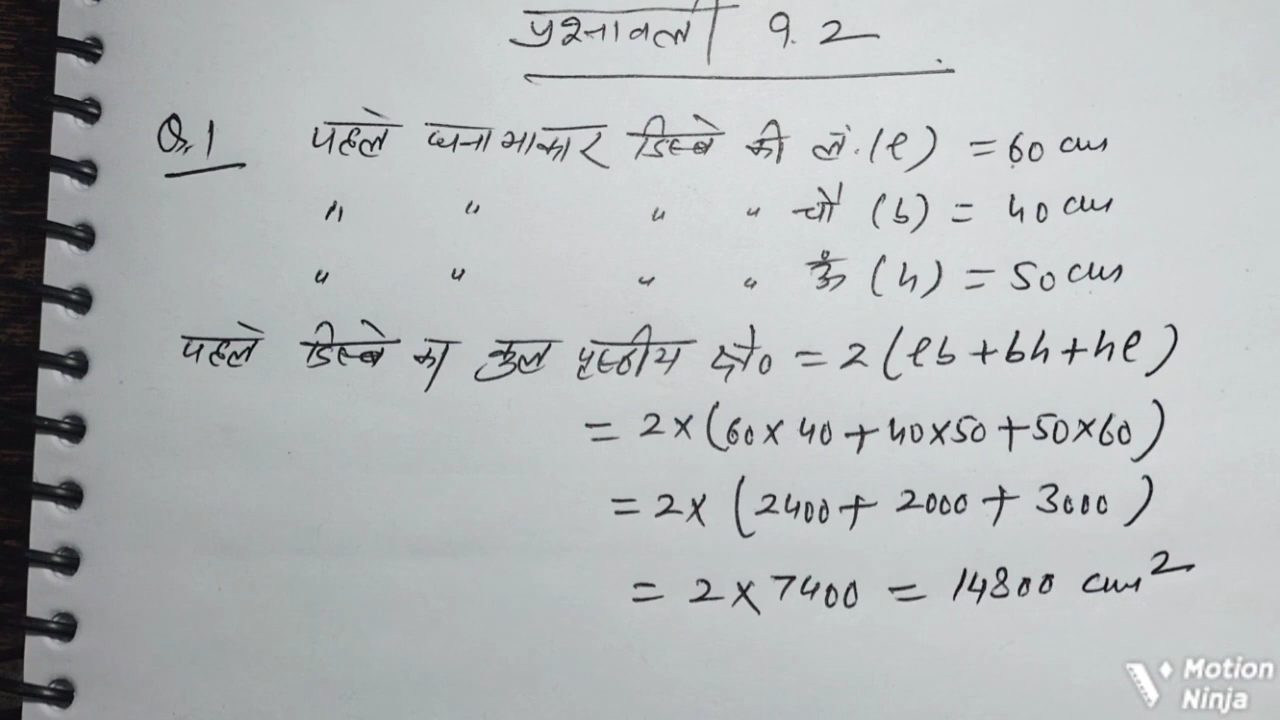 प्रश्नावली 9.2
Q.1 पहले घनाभाकार डिब्बे की लं.(l) = 60 cm
" " " " चौ (b) = 40 cm
" " " " ऊँ (h) = 50 cm
पहले डिब्बे का कुल पृष्ठीय क्षे० = 2(lb+bh+hl)
= 2×(60×40+40×50+50×60)
= 2×(2400+2000+3000)
= 2×7400 = 14800 cm²
Motion
Ninja